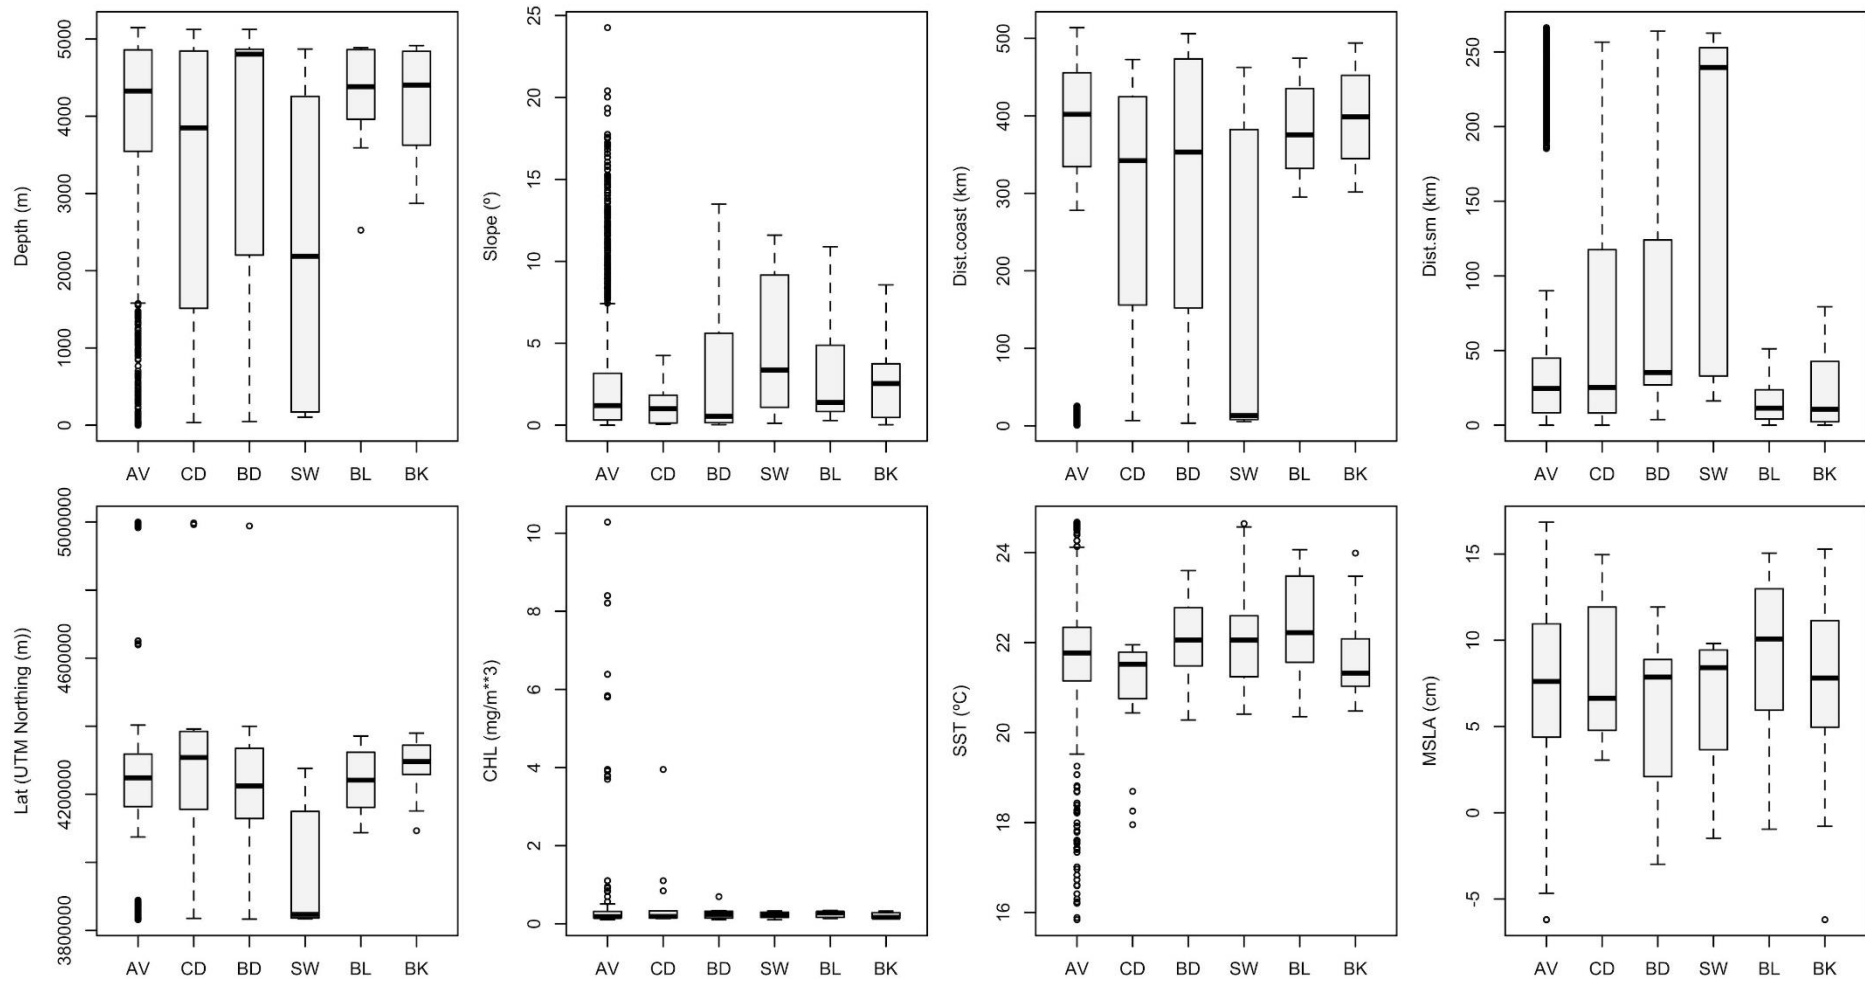 Depth (m)
5000
4000
3000
2000
1000
0
AV CD BD SW BL BK
Slope (º)
25
20
15
10
5
0
AV CD BD SW BL BK
Dist.coast (km)
500
400
300
200
100
0
AV CD BD SW BL BK
Dist.sm (km)
250
200
150
100
50
0
AV CD BD SW BL BK
Lat (UTM Northing (m))
5000000
4600000
4200000
3800000
AV CD BD SW BL BK
CHL (mg/m**3)
10
8
6
4
2
0
AV CD BD SW BL BK
SST (ºC)
24
22
20
18
16
AV CD BD SW BL BK
MSLA (cm)
15
10
5
0
-5
AV CD BD SW BL BK